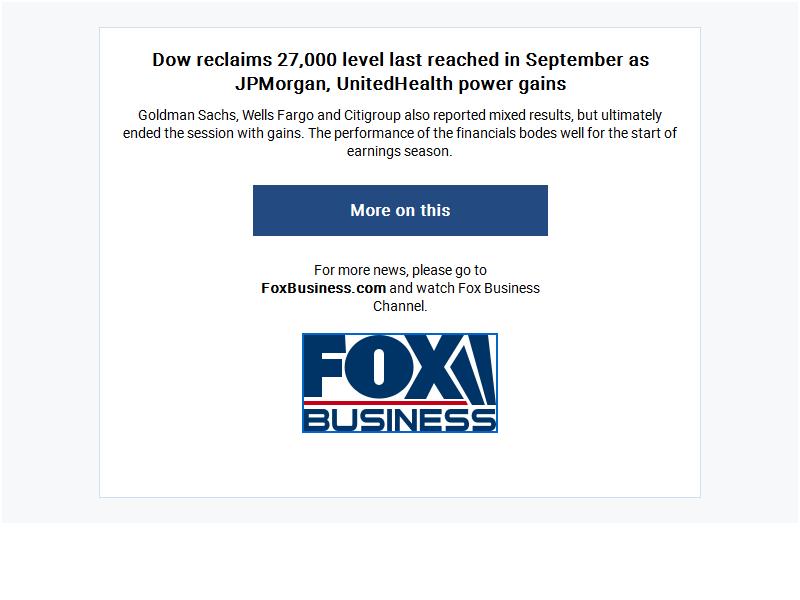 Dow reclaims 27,000 level last reached in September as
JPMorgan, UnitedHealth power gains
Goldman Sachs, Wells Fargo and Citigroup also reported mixed results, but ultimately
ended the session with gains. The performance of the financials bodes well for the start of
earnings season.
More on this
For more news, please go to
FoxBusiness.com and watch Fox Business
Channel.
FOX
BUSINESS